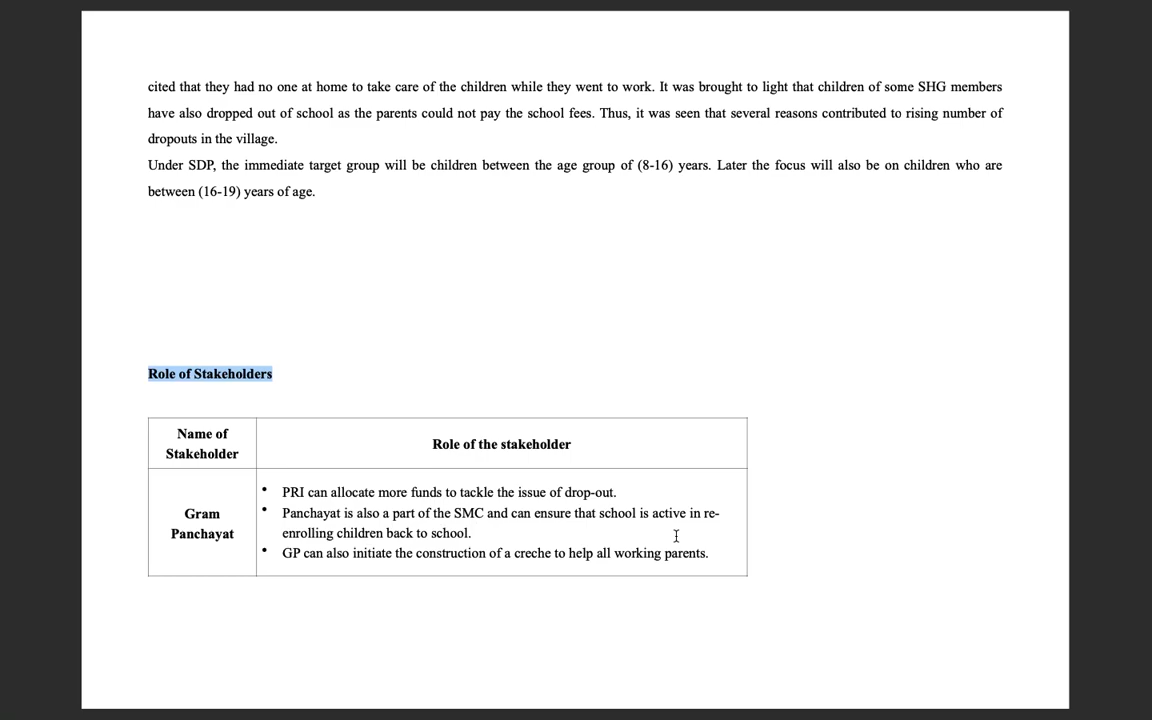 cited that they had no one at home to take care of the children while they went to work. It was brought to light that children of some SHG members
have also dropped out of school as the parents could not pay the school fees. Thus, it was seen that several reasons contributed to rising number of
dropouts in the village.
Under SDP, the immediate target group will be children between the age group of (8-16) years. Later the focus will also be on children who are
between (16-19) years of age.
Role of Stakeholders
Name of
Stakeholder
Role of the stakeholder
Gram
Panchayat
• PRI can allocate more funds to tackle the issue of drop-out.
• Panchayat is also a part of the SMC and can ensure that school is active in re-
enrolling children back to school.
• GP can also initiate the construction of a creche to help all working parents.